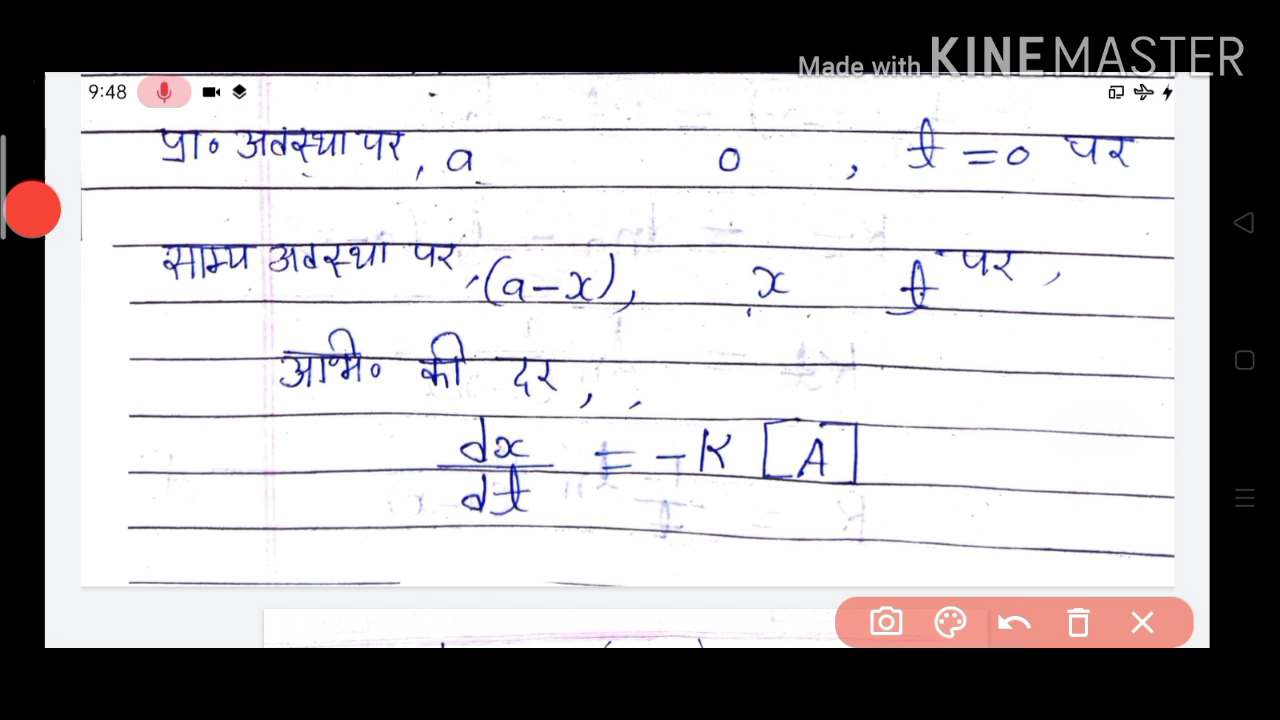 Made with KINEMASTER
9:48
प्रा० अवस्था पर, a 0 , t = 0 पर
साम्य अवस्था पर, (a-x), x t पर,
अभि० की दर,
dx/dt = -K [A]